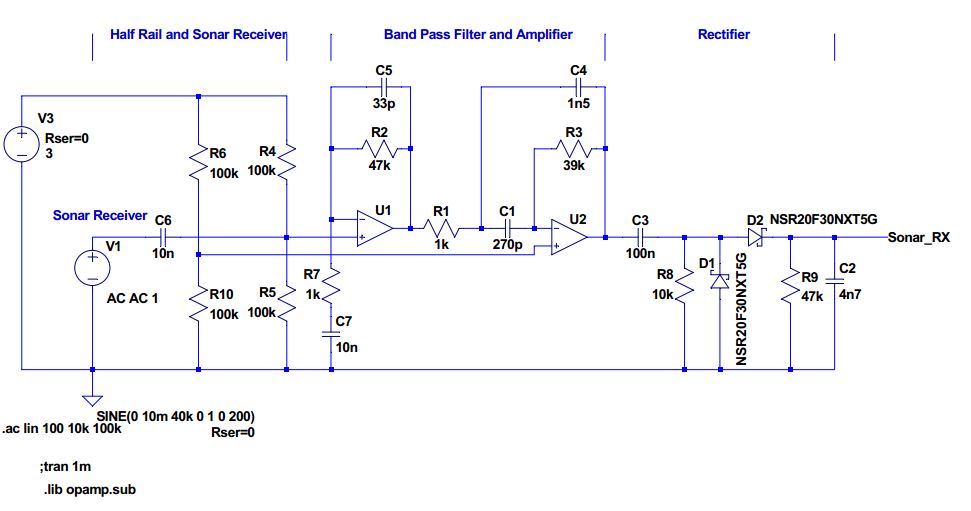 Half Rail and Sonar Receiver
Band Pass Filter and Amplifier
Rectifier
C5
33p
C4
1n5
V3
Rser=0
3
R6
100k
R4
100k
R2
47k
R3
39k
Sonar Receiver
C6
10n
V1
AC AC 1
U1
R1
1k
C1
270p
U2
C3
100n
D2
NSR20F30NXT5G
Sonar_RX
R10
100k
R5
100k
R7
1k
C7
10n
R8
10k
D1
NSR20F30NXT5G
R9
47k
C2
4n7
SINE(0 10m 40k 0 1 0 200)
.ac lin 100 10k 100k
Rser=0
;tran 1m
.lib opamp.sub